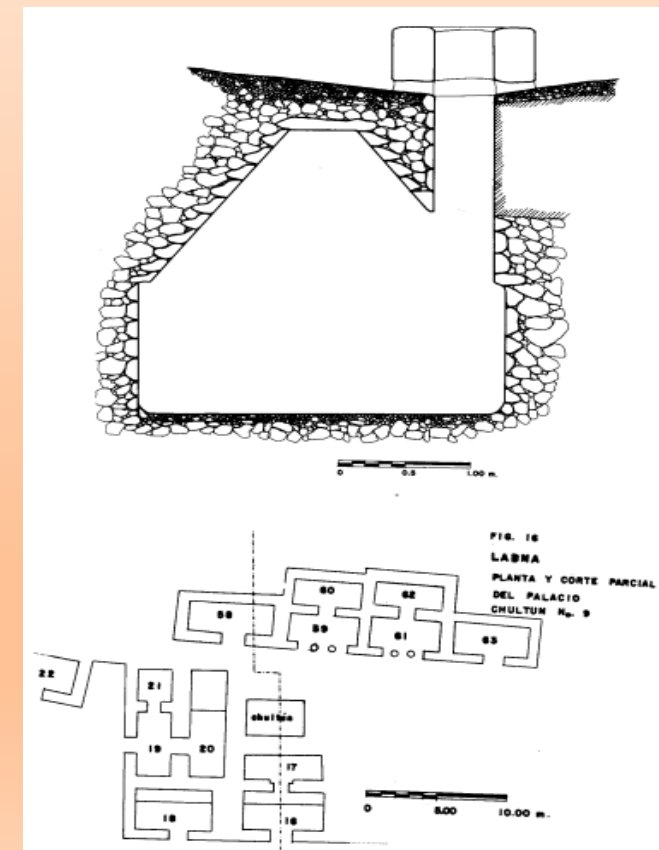 0 0.5 1.00 m.
FIG. 16
LABNA
PLANTA Y CORTE PARCIAL
DEL PALACIO
CHULTUN No. 9
60 62
58 59 61 63
22
21
chultún
19 20
17
18 16
0 5.00 10.00 m.